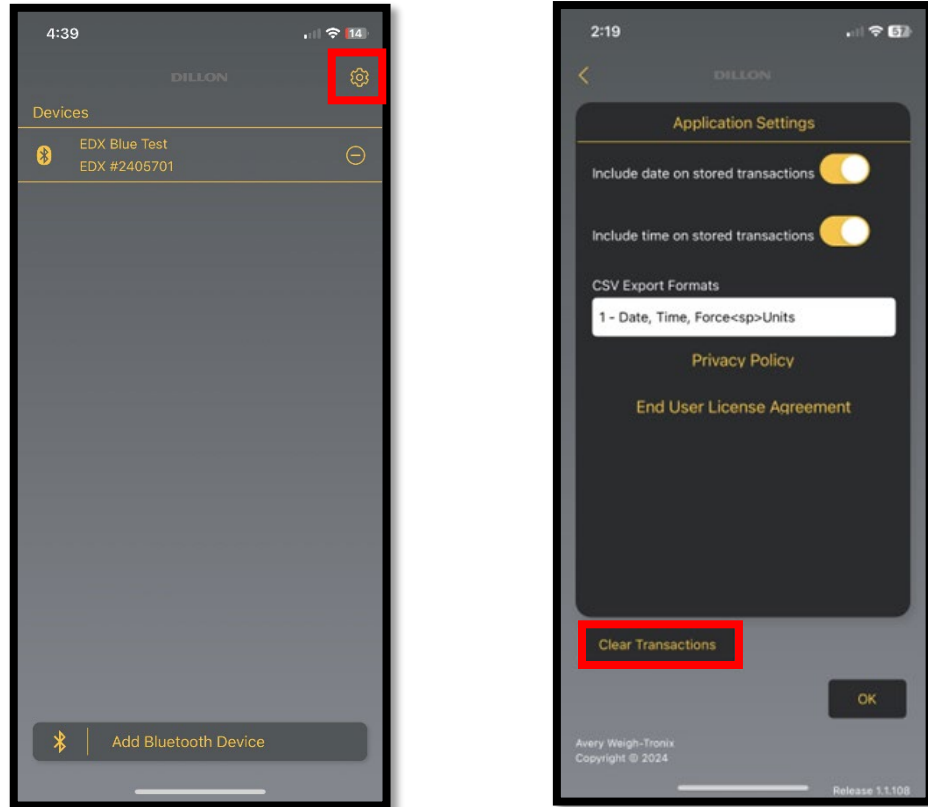 4:39
14
DILLON
Devices
EDX Blue Test
EDX #2405701
Add Bluetooth Device
2:19
57
DILLON
Application Settings
Include date on stored transactions
Include time on stored transactions
CSV Export Formats
1 - Date, Time, Force<sp>Units
Privacy Policy
End User License Agreement
Clear Transactions
OK
Avery Weigh-Tronix
Copyright © 2024
Release 1.1.108